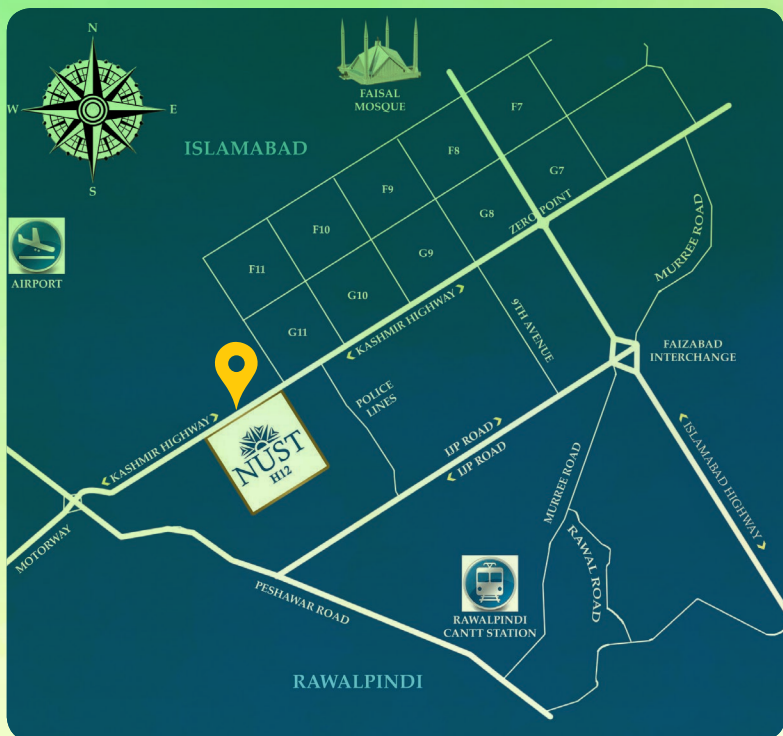 N
W
E
S
FAISAL
MOSQUE
ISLAMABAD
AIRPORT
F7
F8
F9
F10
F11
G7
G8
G9
G10
G11
ZERO POINT
MURREE ROAD
KASHMIR HIGHWAY
9TH AVENUE
FAIZABAD
INTERCHANGE
POLICE
LINES
KASHMIR HIGHWAY
NUST
H12
IJP ROAD
IJP ROAD
ISLAMABAD HIGHWAY
MURREE ROAD
RAWAL ROAD
MOTORWAY
PESHAWAR ROAD
RAWALPINDI
CANTT STATION
RAWALPINDI